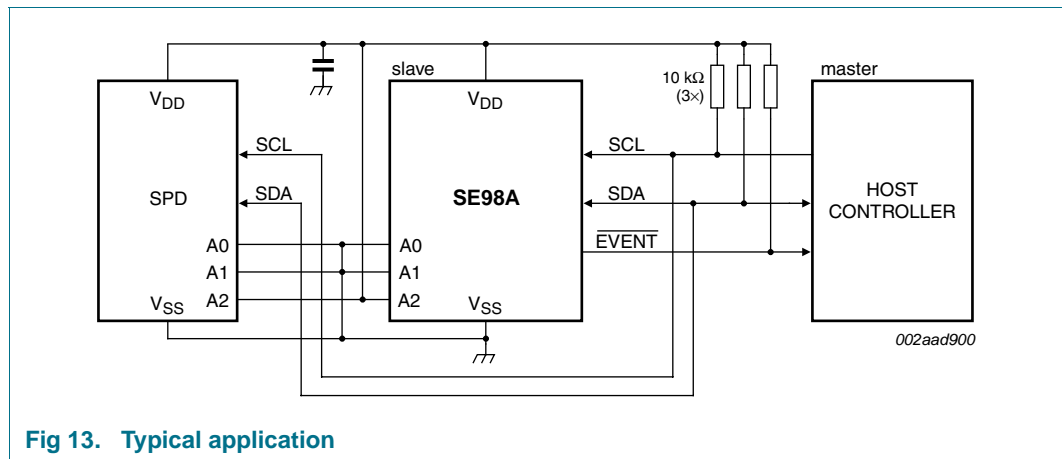 slave
10 kΩ
(3×)
master
VDD
VDD
SCL
SCL
SDA
SPD
SE98A
SDA
HOST
CONTROLLER
EVENT
A0
A0
A1
A1
A2
A2
VSS
VSS
002aad900
Fig 13. Typical application